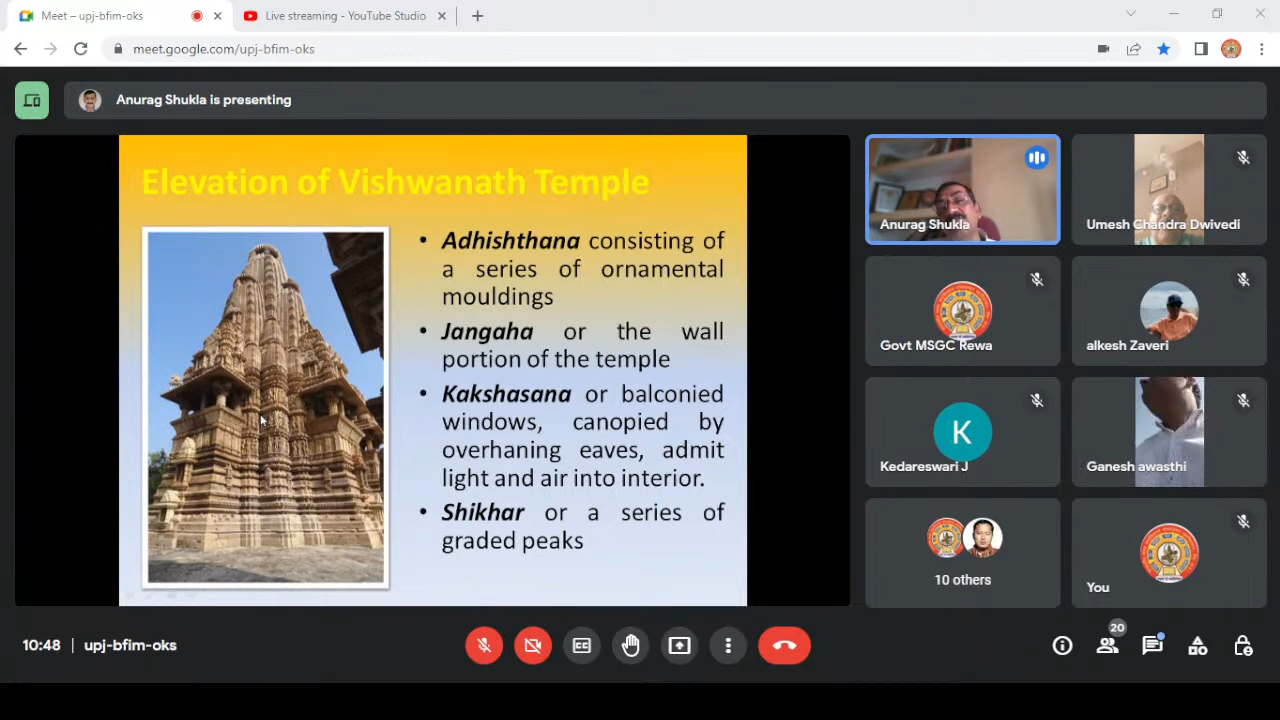 Meet – upj-bfim-oks
Live streaming - YouTube Studio
meet.google.com/upj-bfim-oks
Anurag Shukla is presenting
Elevation of Vishwanath Temple
• Adhishthana consisting of
a series of ornamental
mouldings
• Jangaha or the wall
portion of the temple
• Kakshasana or balconied
windows, canopied by
overhaning eaves, admit
light and air into interior.
• Shikhar or a series of
graded peaks
Anurag Shukla
Umesh Chandra Dwivedi
Govt MSGC Rewa
alkesh Zaveri
K
Kedareswari J
Ganesh awasthi
10 others
You
10:48 | upj-bfim-oks
20